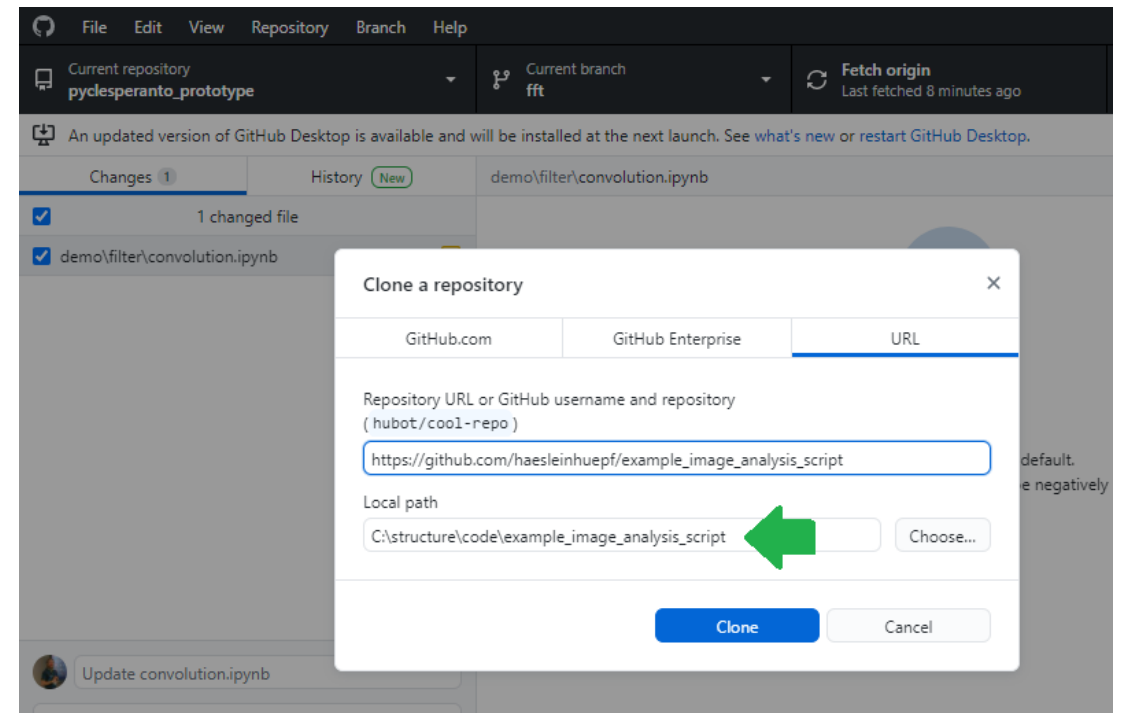 File Edit View Repository Branch Help
Current repository
pyclesperanto_prototype
Current branch
fft
Fetch origin
Last fetched 8 minutes ago
An updated version of GitHub Desktop is available and will be installed at the next launch. See what's new or restart GitHub Desktop.
Changes 1
History New
demo\filter\convolution.ipynb
1 changed file
demo\filter\convolution.ipynb
Clone a repository
GitHub.com
GitHub Enterprise
URL
Repository URL or GitHub username and repository
(hubot/cool-repo)
https://github.com/haesleinhuepf/example_image_analysis_script
Local path
C:\structure\code\example_image_analysis_script
Choose...
Clone
Cancel
default.
e negatively
Update convolution.ipynb